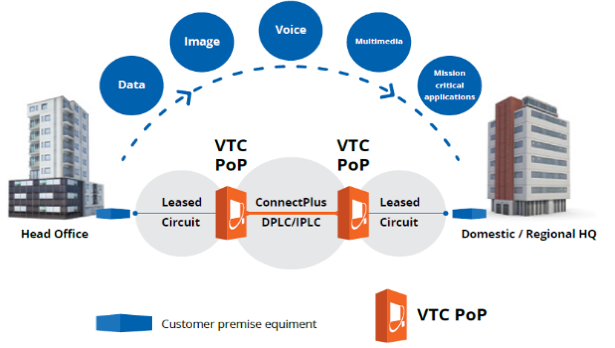 Voice
Image
Multimedia
Data
Mission
critical
applications
VTC
PoP
VTC
PoP
Leased
Circuit
ConnectPlus
DPLC/IPLC
Leased
Circuit
Head Office
Domestic / Regional HQ
Customer premise equiment
VTC PoP